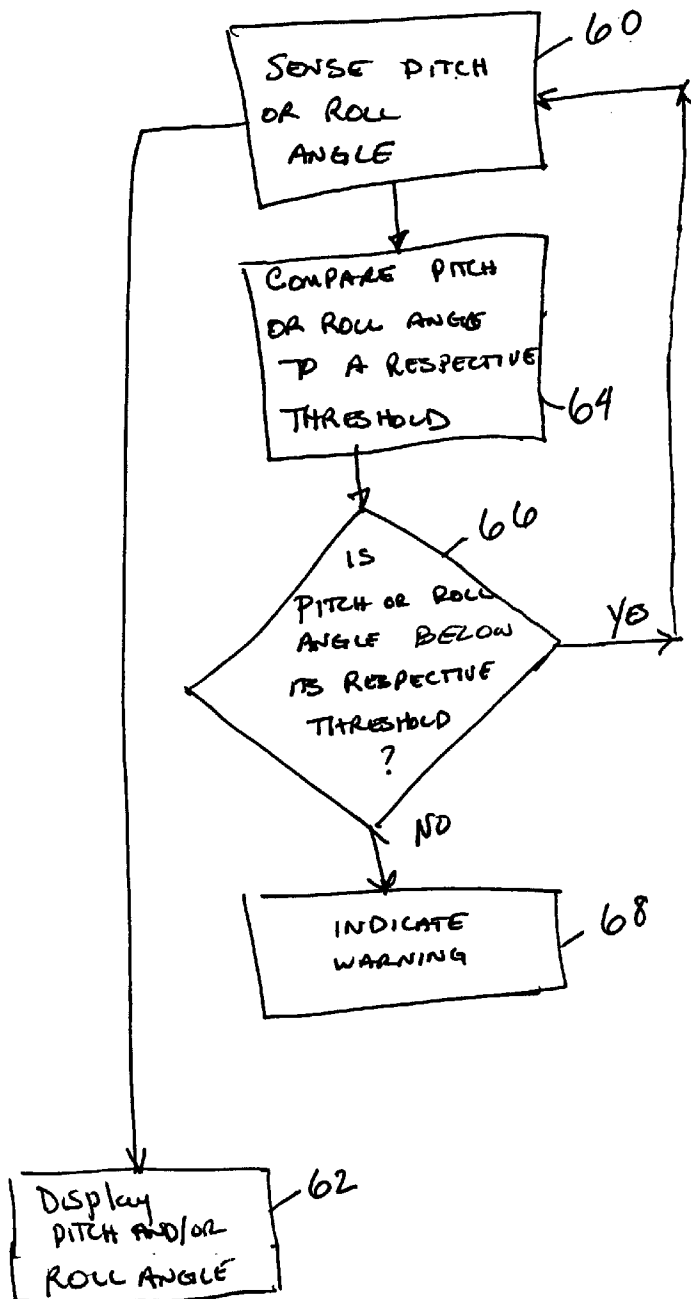 60
SENSE PITCH
OR ROLL
ANGLE
COMPARE PITCH
OR ROLL ANGLE
TO A RESPECTIVE
THRESHOLD
64
66
IS
PITCH OR ROLL
ANGLE BELOW
ITS RESPECTIVE
THRESHOLD
?
YES
NO
INDICATE
WARNING
68
62
Display
PITCH AND/OR
ROLL ANGLE